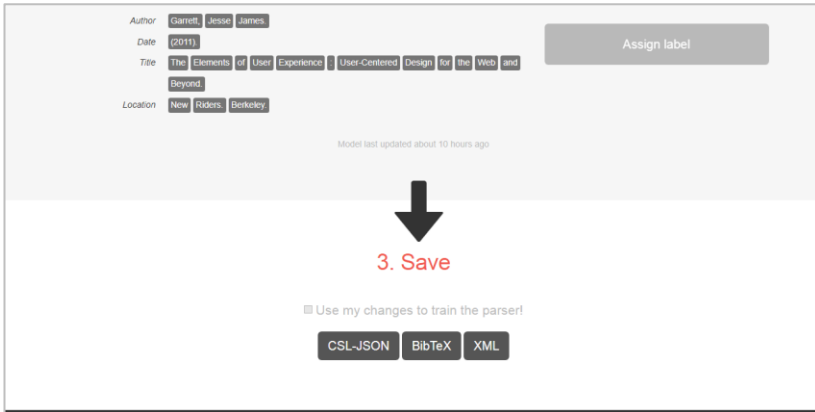 Author Garrett, Jesse James.
Date (2011).
Title The Elements of User Experience : User-Centered Design for the Web and
Beyond.
Location New Riders. Berkeley.
Assign label
Model last updated about 10 hours ago
3. Save
Use my changes to train the parser!
CSL-JSON BibTeX XML